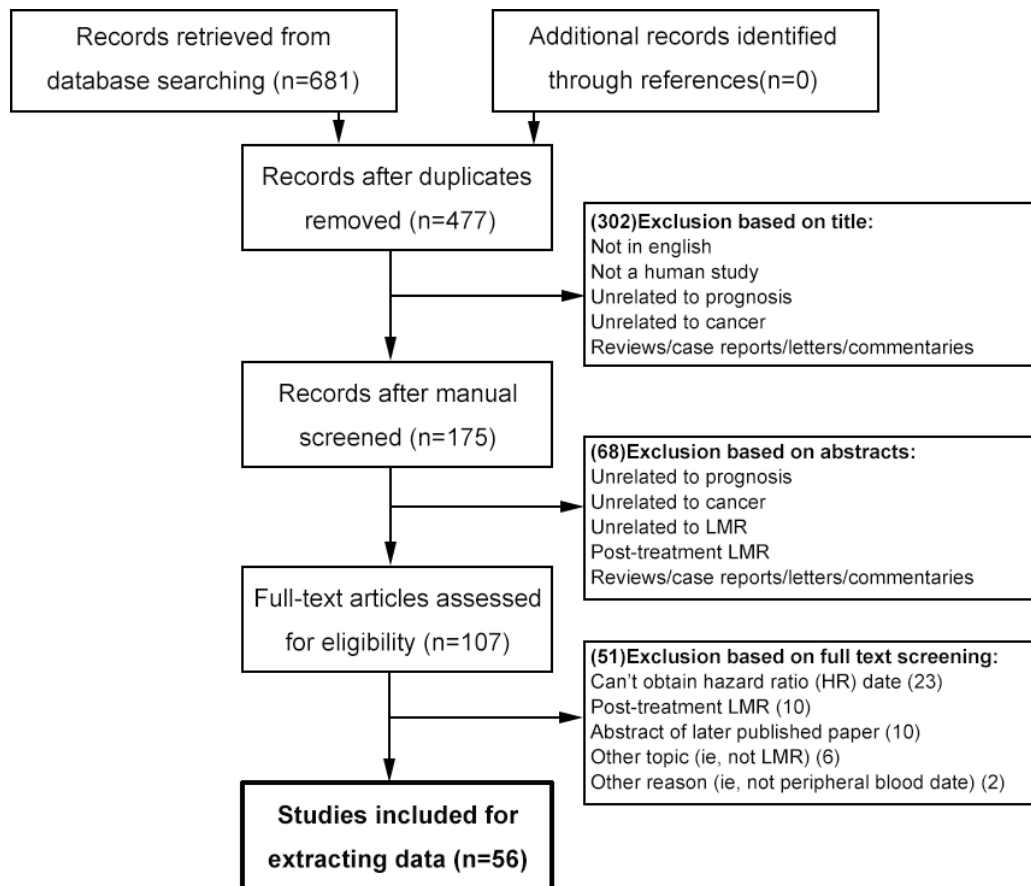 Records retrieved from
database searching (n=681)
Additional records identified
through references(n=0)
Records after duplicates
removed (n=477)
(302)Exclusion based on title:
Not in english
Not a human study
Unrelated to prognosis
Unrelated to cancer
Reviews/case reports/letters/commentaries
Records after manual
screened (n=175)
(68)Exclusion based on abstracts:
Unrelated to prognosis
Unrelated to cancer
Unrelated to LMR
Post-treatment LMR
Reviews/case reports/letters/commentaries
Full-text articles assessed
for eligibility (n=107)
(51)Exclusion based on full text screening:
Can't obtain hazard ratio (HR) date (23)
Post-treatment LMR (10)
Abstract of later published paper (10)
Other topic (ie, not LMR) (6)
Other reason (ie, not peripheral blood date) (2)
Studies included for
extracting data (n=56)